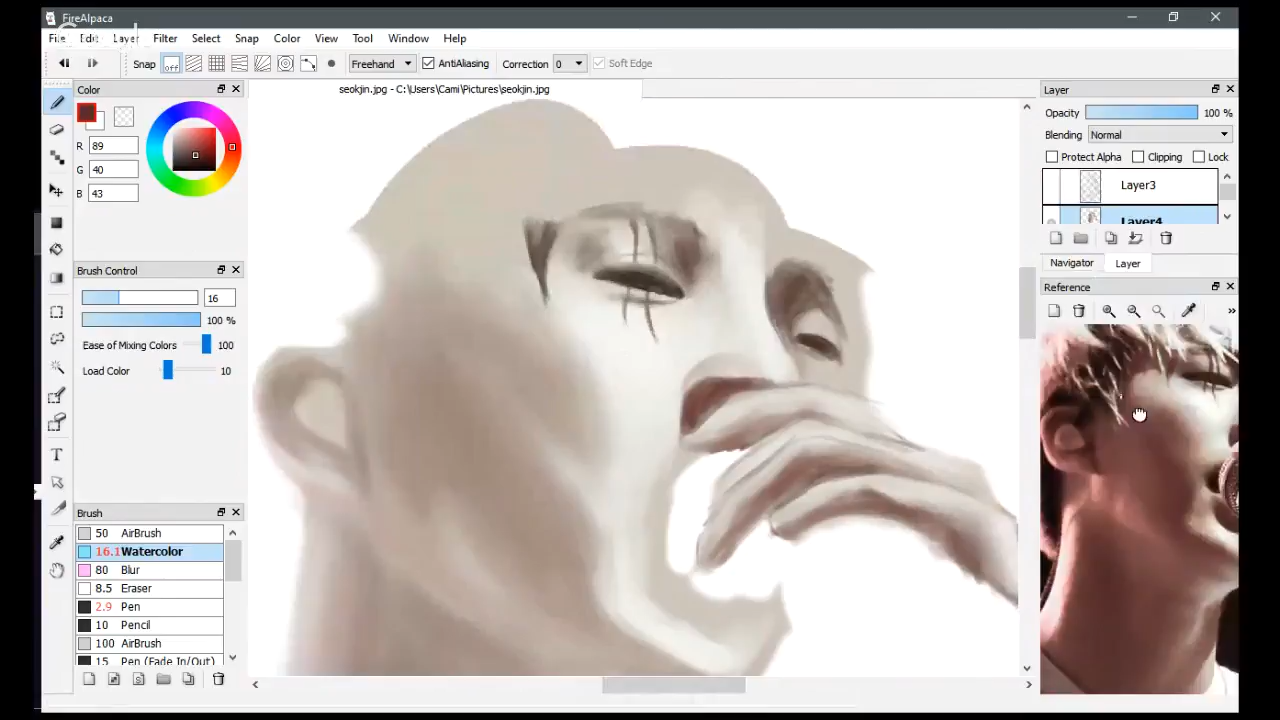 FireAlpaca
File Edit Layer Filter Select Snap Color View Tool Window Help
Snap off Freehand AntiAliasing Correction 0 Soft Edge
Color
R 89
G 40
B 43
Brush Control
16
100 %
Ease of Mixing Colors 100
Load Color 10
Brush
50 AirBrush
16.1 Watercolor
80 Blur
8.5 Eraser
2.9 Pen
10 Pencil
100 AirBrush
15 Pen (Fade In/Out)
seokjin.jpg - C:\Users\Cami\Pictures\seokjin.jpg
Layer
Opacity 100 %
Blending Normal
Protect Alpha Clipping Lock
Layer3
Layer4
Navigator Layer
Reference